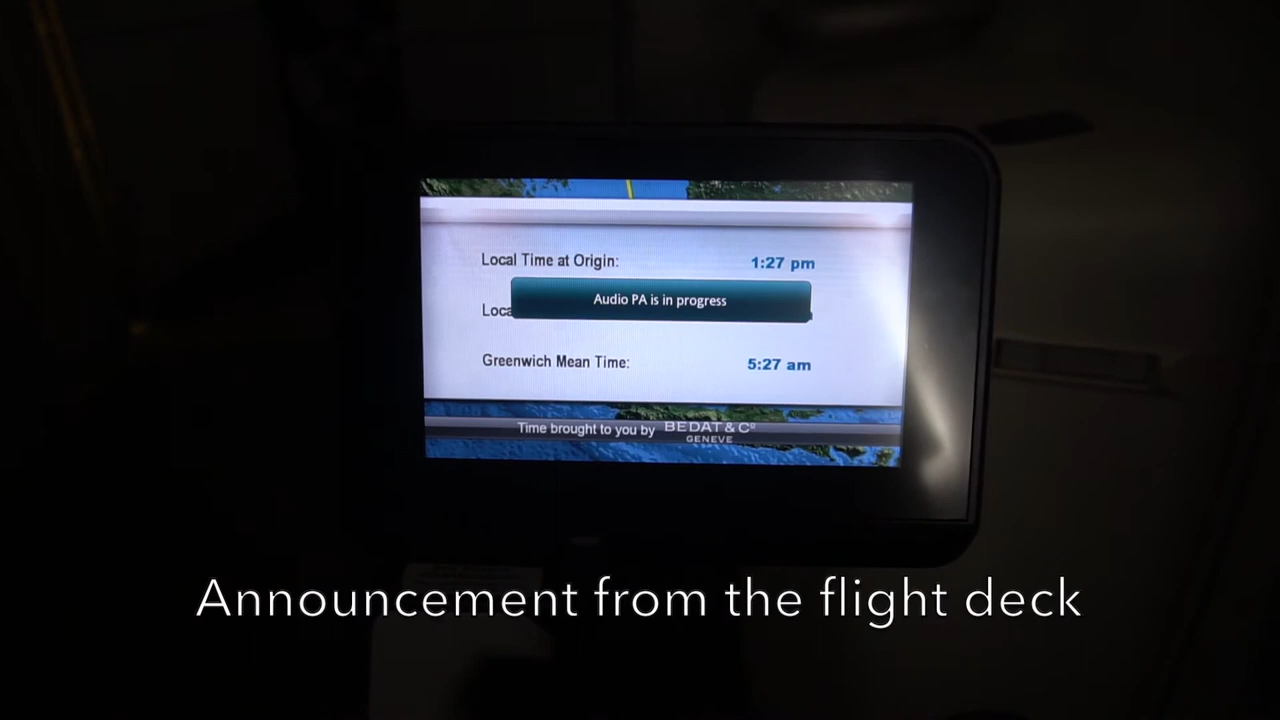 Local Time at Origin:
1:27 pm
Audio PA is in progress
Loca
Greenwich Mean Time:
5:27 am
Time brought to you by BEDAT & Cº
GENEVE
Announcement from the flight deck